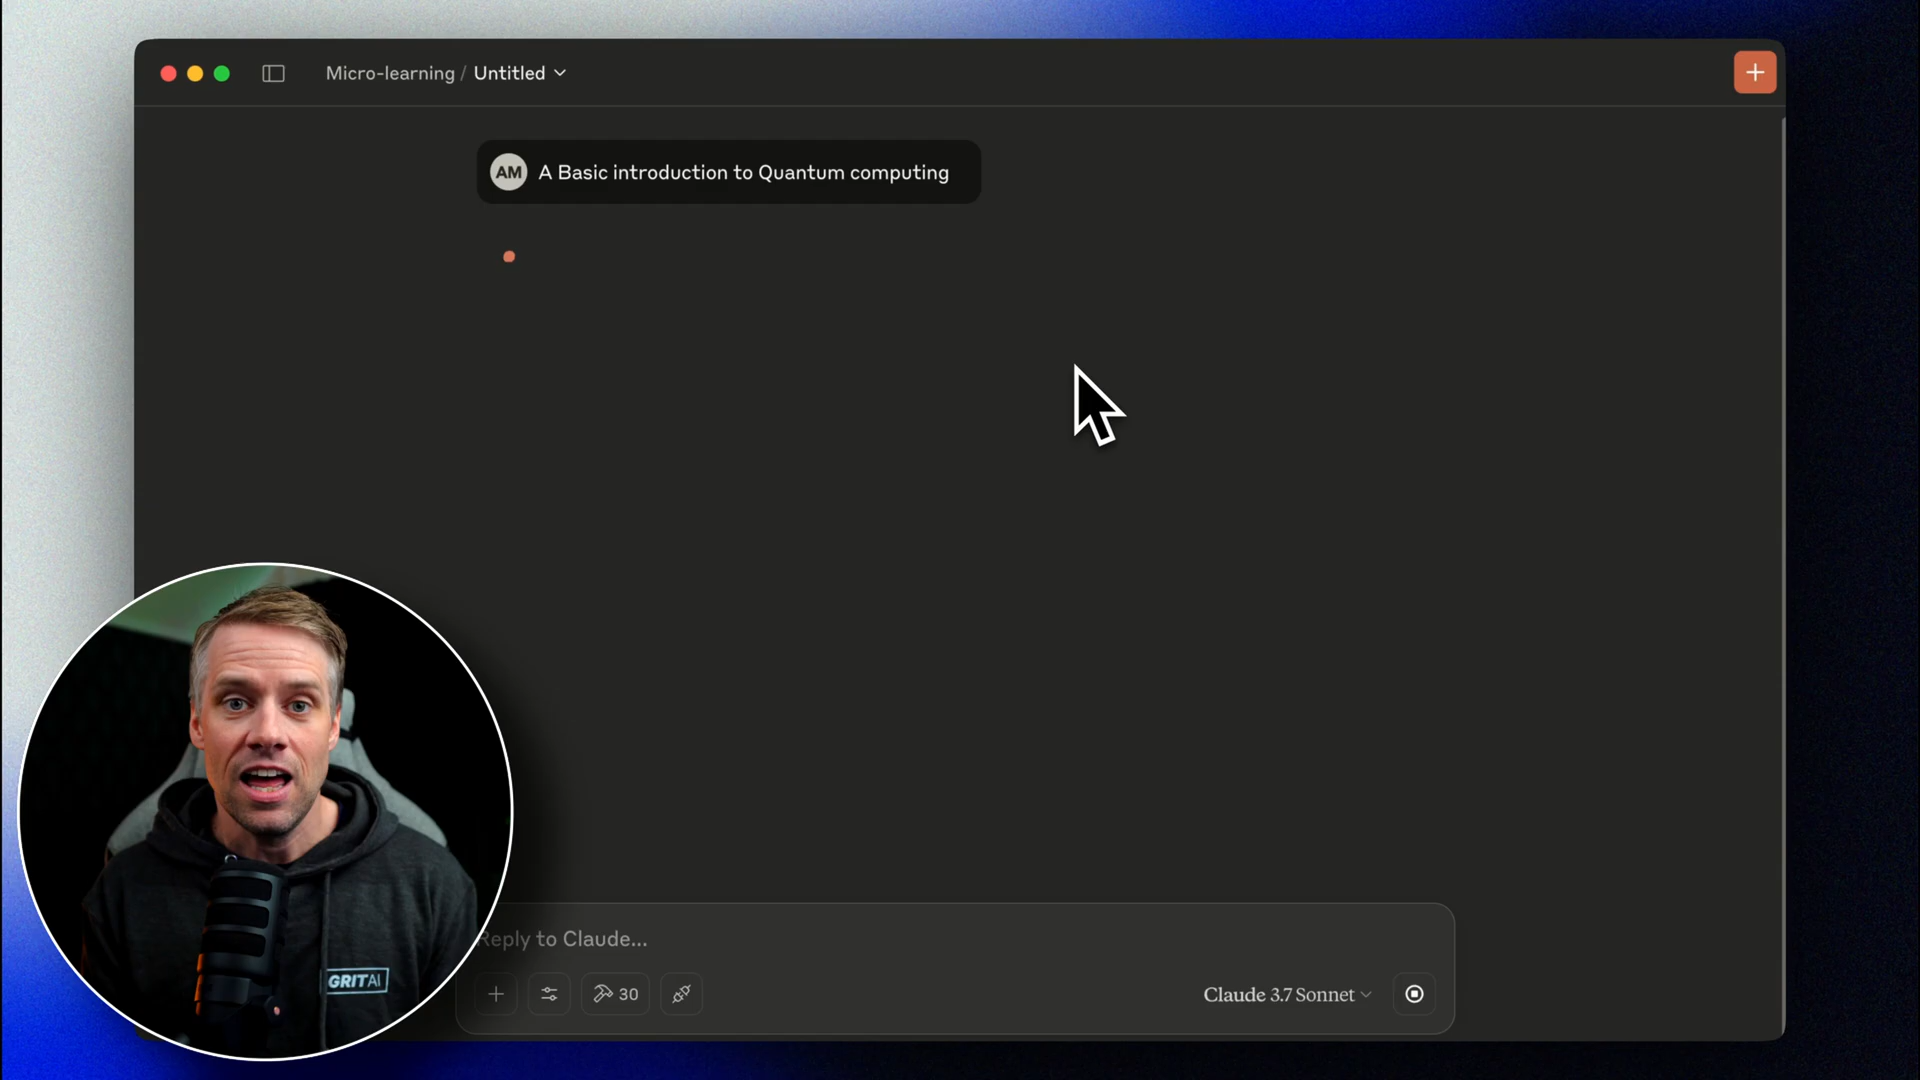 Micro-learning / Untitled
AM A Basic introduction to Quantum computing
Reply to Claude...
30
Claude 3.7 Sonnet
GRITAI